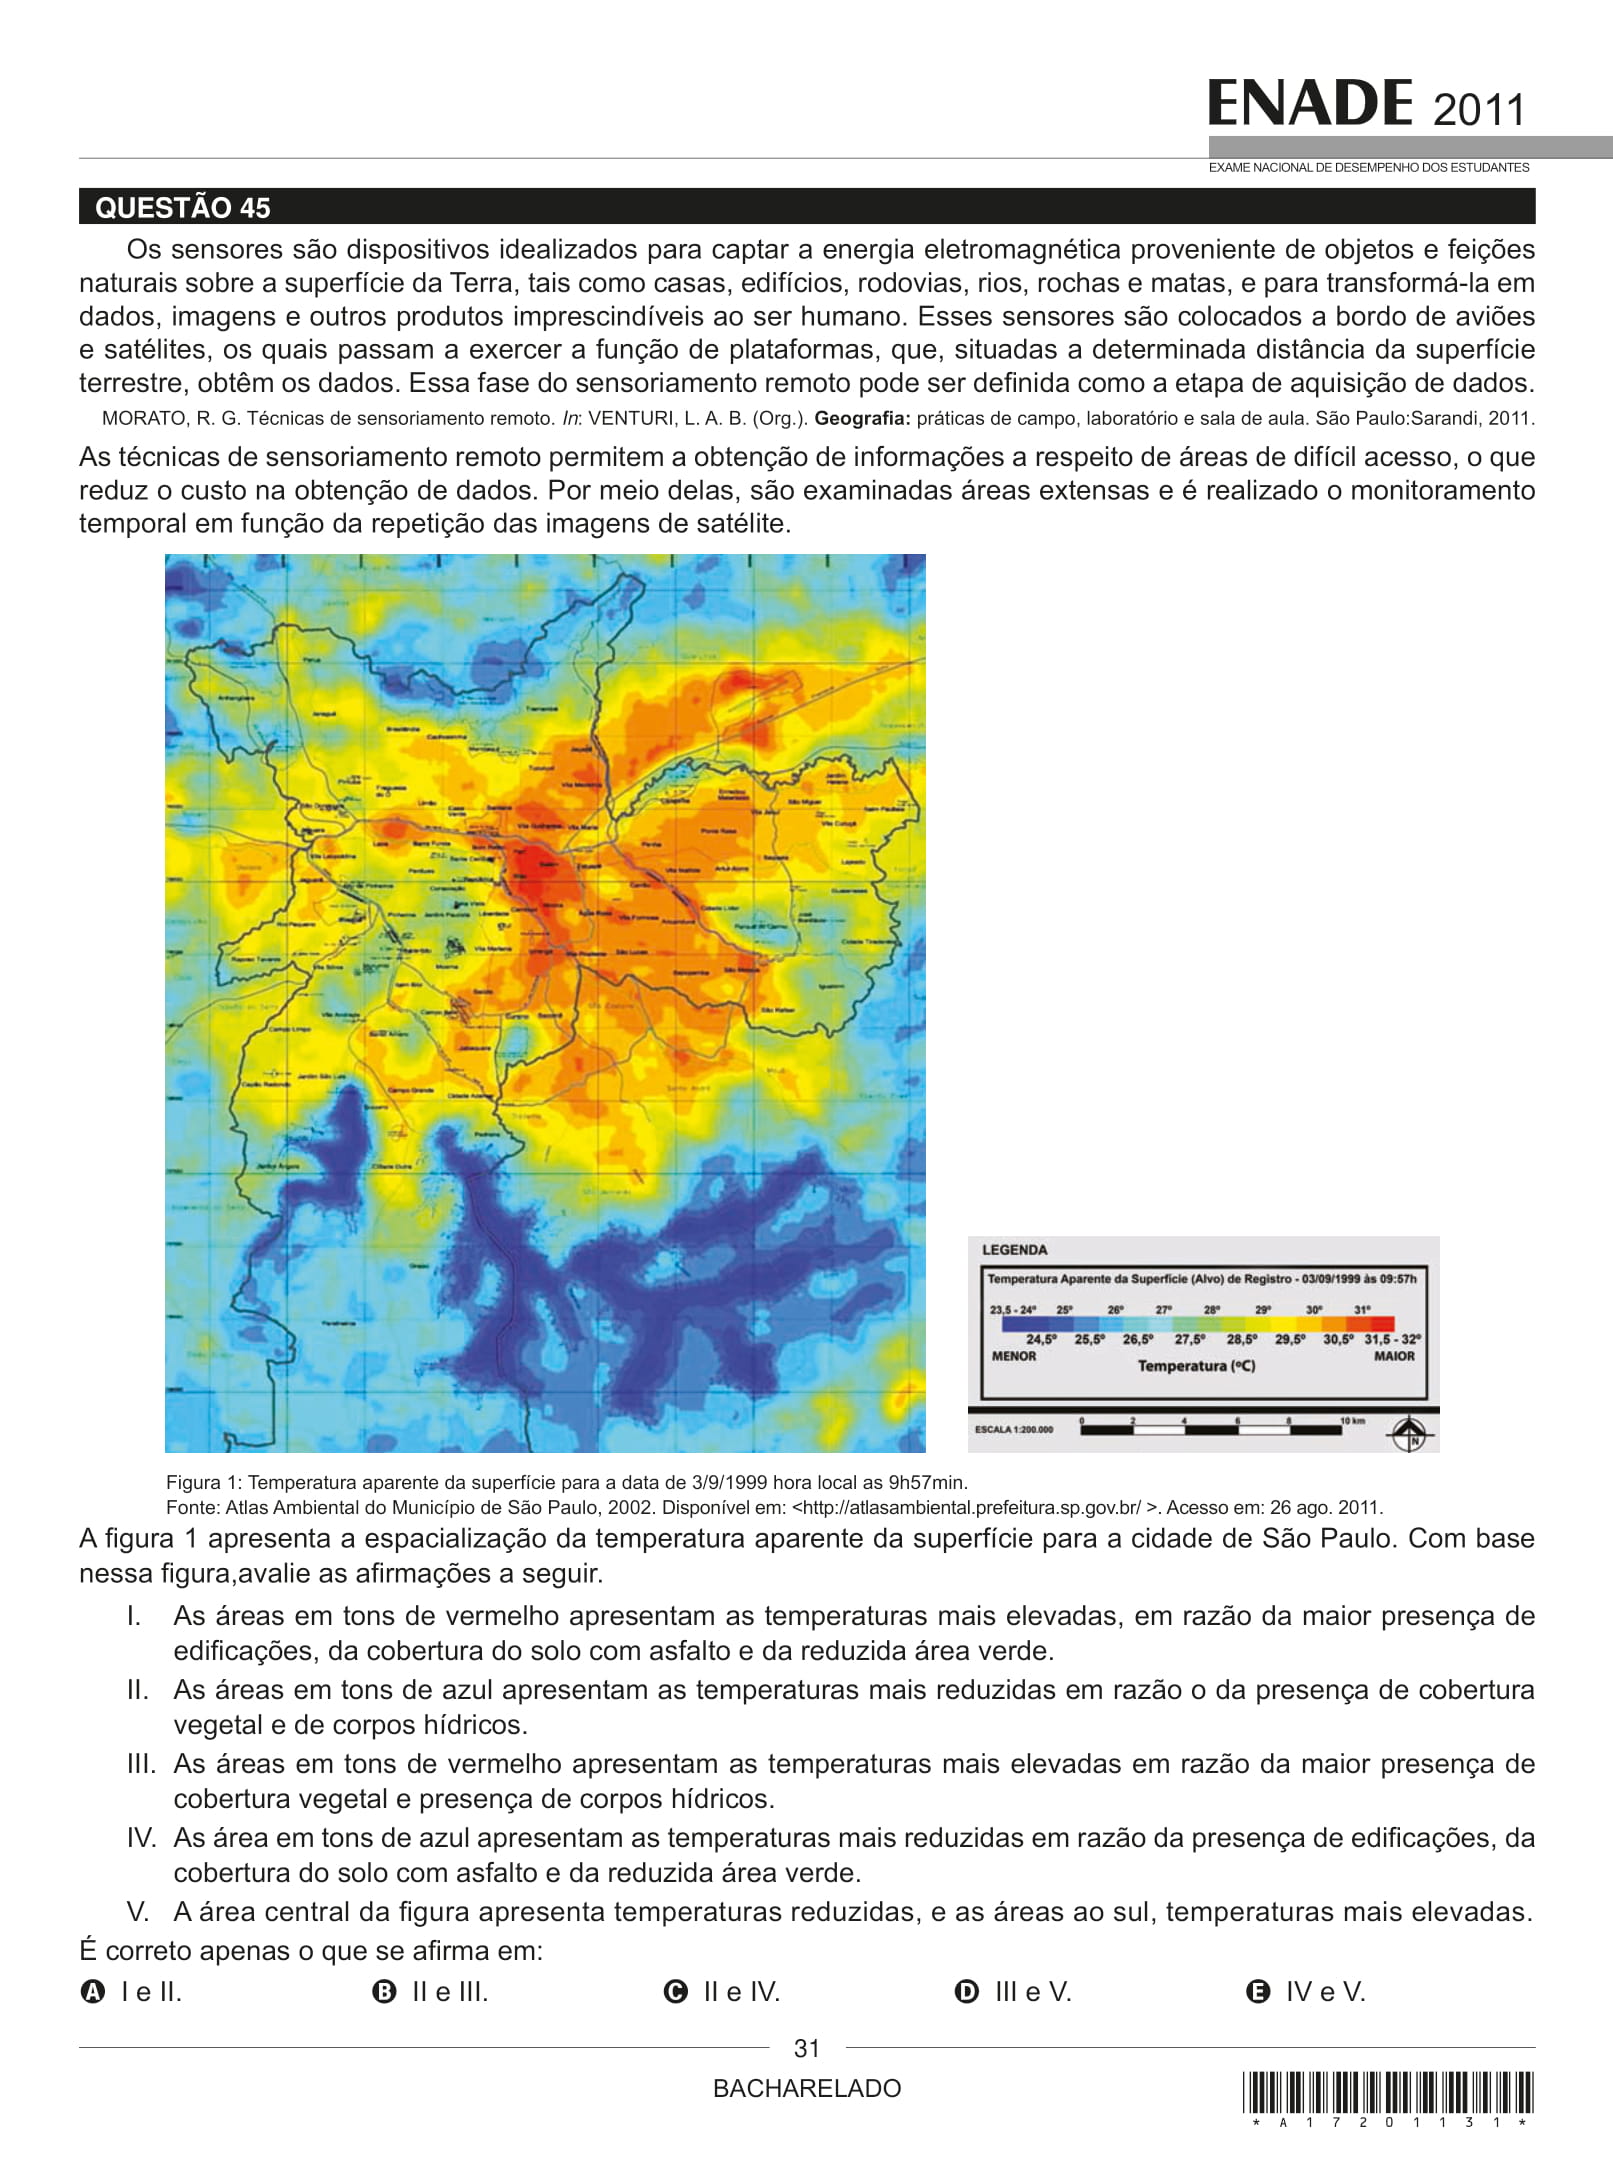 ENADE 2011
EXAME NACIONAL DE DESEMPENHO DOS ESTUDANTES
QUESTÃO 45
Os sensores são dispositivos idealizados para captar a energia eletromagnética proveniente de objetos e feições
naturais sobre a superfície da Terra, tais como casas, edifícios, rodovias, rios, rochas e matas, e para transformá-la em
dados, imagens e outros produtos imprescindíveis ao ser humano. Esses sensores são colocados a bordo de aviões
e satélites, os quais passam a exercer a função de plataformas, que, situadas a determinada distância da superfície
terrestre, obtêm os dados. Essa fase do sensoriamento remoto pode ser definida como a etapa de aquisição de dados.
MORATO, R. G. Técnicas de sensoriamento remoto. In: VENTURI, L. A. B. (Org.). Geografia: práticas de campo, laboratório e sala de aula. São Paulo:Sarandi, 2011.
As técnicas de sensoriamento remoto permitem a obtenção de informações a respeito de áreas de difícil acesso, o que
reduz o custo na obtenção de dados. Por meio delas, são examinadas áreas extensas e é realizado o monitoramento
temporal em função da repetição das imagens de satélite.
LEGENDA
Temperatura Aparente da Superfície (Alvo) de Registro - 03/09/1999 às 09:57h
23,5 - 24º 25º 26º 27º 28º 29º 30º 31º
24,5º 25,5º 26,5º 27,5º 28,5º 29,5º 30,5º 31,5 - 32º
MENOR MAIOR
Temperatura (ºC)
0 2 4 6 8 10 km
ESCALA 1:200.000
N
Figura 1: Temperatura aparente da superfície para a data de 3/9/1999 hora local as 9h57min.
Fonte: Atlas Ambiental do Município de São Paulo, 2002. Disponível em: <http://atlasambiental.prefeitura.sp.gov.br/ >. Acesso em: 26 ago. 2011.
A figura 1 apresenta a espacialização da temperatura aparente da superfície para a cidade de São Paulo. Com base
nessa figura,avalie as afirmações a seguir.
I. As áreas em tons de vermelho apresentam as temperaturas mais elevadas, em razão da maior presença de
edificações, da cobertura do solo com asfalto e da reduzida área verde.
II. As áreas em tons de azul apresentam as temperaturas mais reduzidas em razão o da presença de cobertura
vegetal e de corpos hídricos.
III. As áreas em tons de vermelho apresentam as temperaturas mais elevadas em razão da maior presença de
cobertura vegetal e presença de corpos hídricos.
IV. As área em tons de azul apresentam as temperaturas mais reduzidas em razão da presença de edificações, da
cobertura do solo com asfalto e da reduzida área verde.
V. A área central da figura apresenta temperaturas reduzidas, e as áreas ao sul, temperaturas mais elevadas.
É correto apenas o que se afirma em:
A I e II. B II e III. C II e IV. D III e V. E IV e V.
31
BACHARELADO
* A 1 7 2 0 1 1 3 1 *